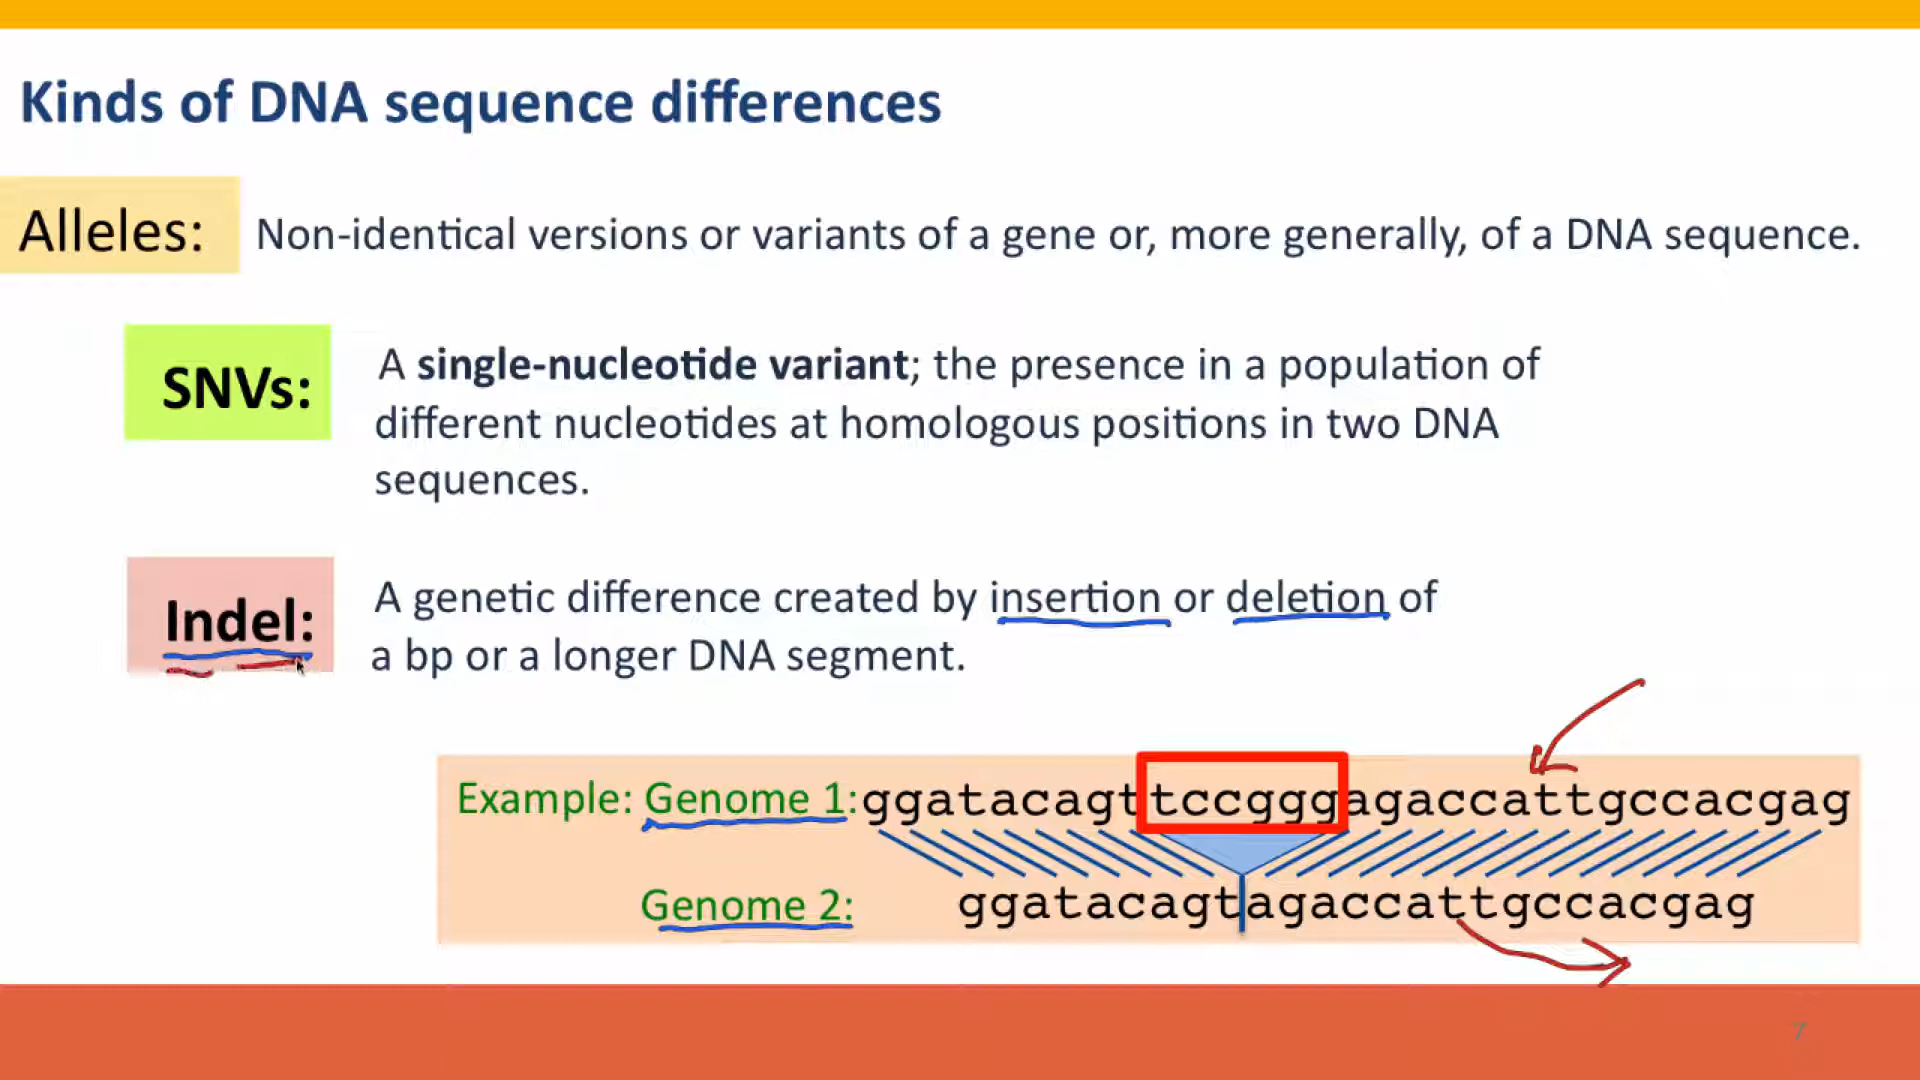 Kinds of DNA sequence differences
Alleles: Non-identical versions or variants of a gene or, more generally, of a DNA sequence.
SNVs: A single-nucleotide variant; the presence in a population of
different nucleotides at homologous positions in two DNA
sequences.
Indel: A genetic difference created by insertion or deletion of
a bp or a longer DNA segment.
Example: Genome 1: ggatacagttccgggagaccattgccacgag
Genome 2: ggatacagtagaccattgccacgag
7